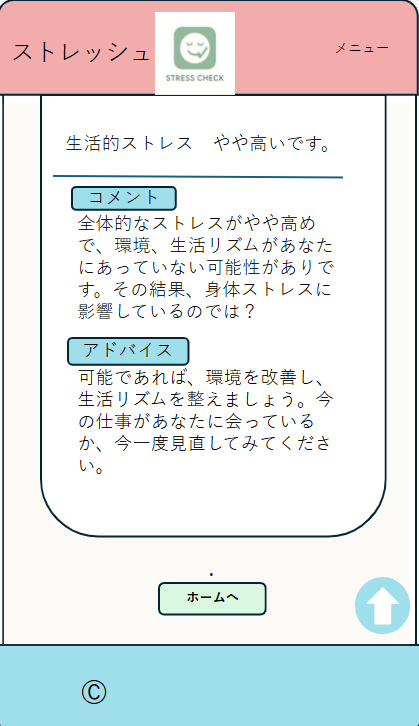 ストレッシュ
STRESS CHECK
メニュー
生活的ストレス　やや高いです。
コメント
全体的なストレスがやや高め
で、環境、生活リズムがあなた
にあっていない可能性がありで
す。その結果、身体ストレスに
影響しているのでは？
アドバイス
可能であれば、環境を改善し、
生活リズムを整えましょう。今
の仕事があなたに会っている
か、今一度見直してみてくださ
い。
.
ホームへ
©